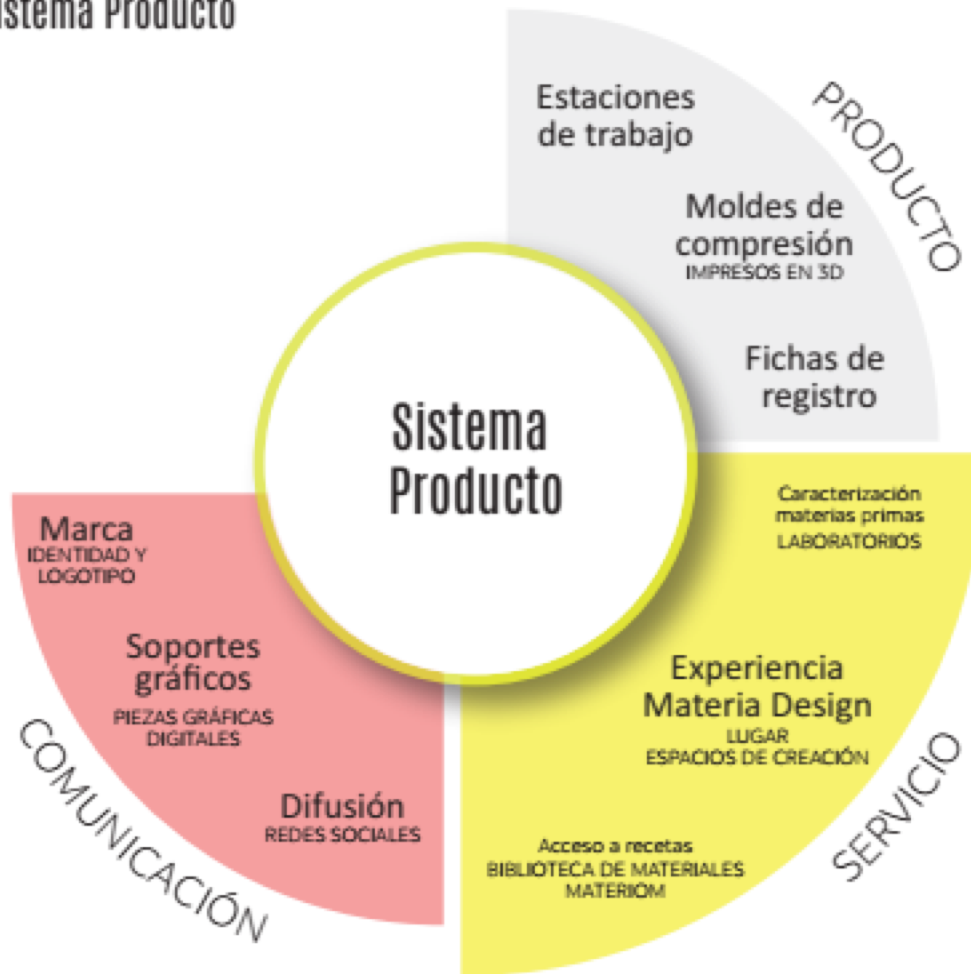 Sistema Producto
Estaciones
de trabajo
Moldes de
compresión
IMPRESOS EN 3D
Fichas de
registro
PRODUCTO
Sistema
Producto
Caracterización
materias primas
LABORATORIOS
Experiencia
Materia Design
LUGAR
ESPACIOS DE CREACIÓN
Acceso a recetas
BIBLIOTECA DE MATERIALES
MATERIOM
SERVICIO
Marca
IDENTIDAD Y
LOGOTIPO
Soportes
gráficos
PIEZAS GRÁFICAS
DIGITALES
Difusión
REDES SOCIALES
COMUNICACIÓN